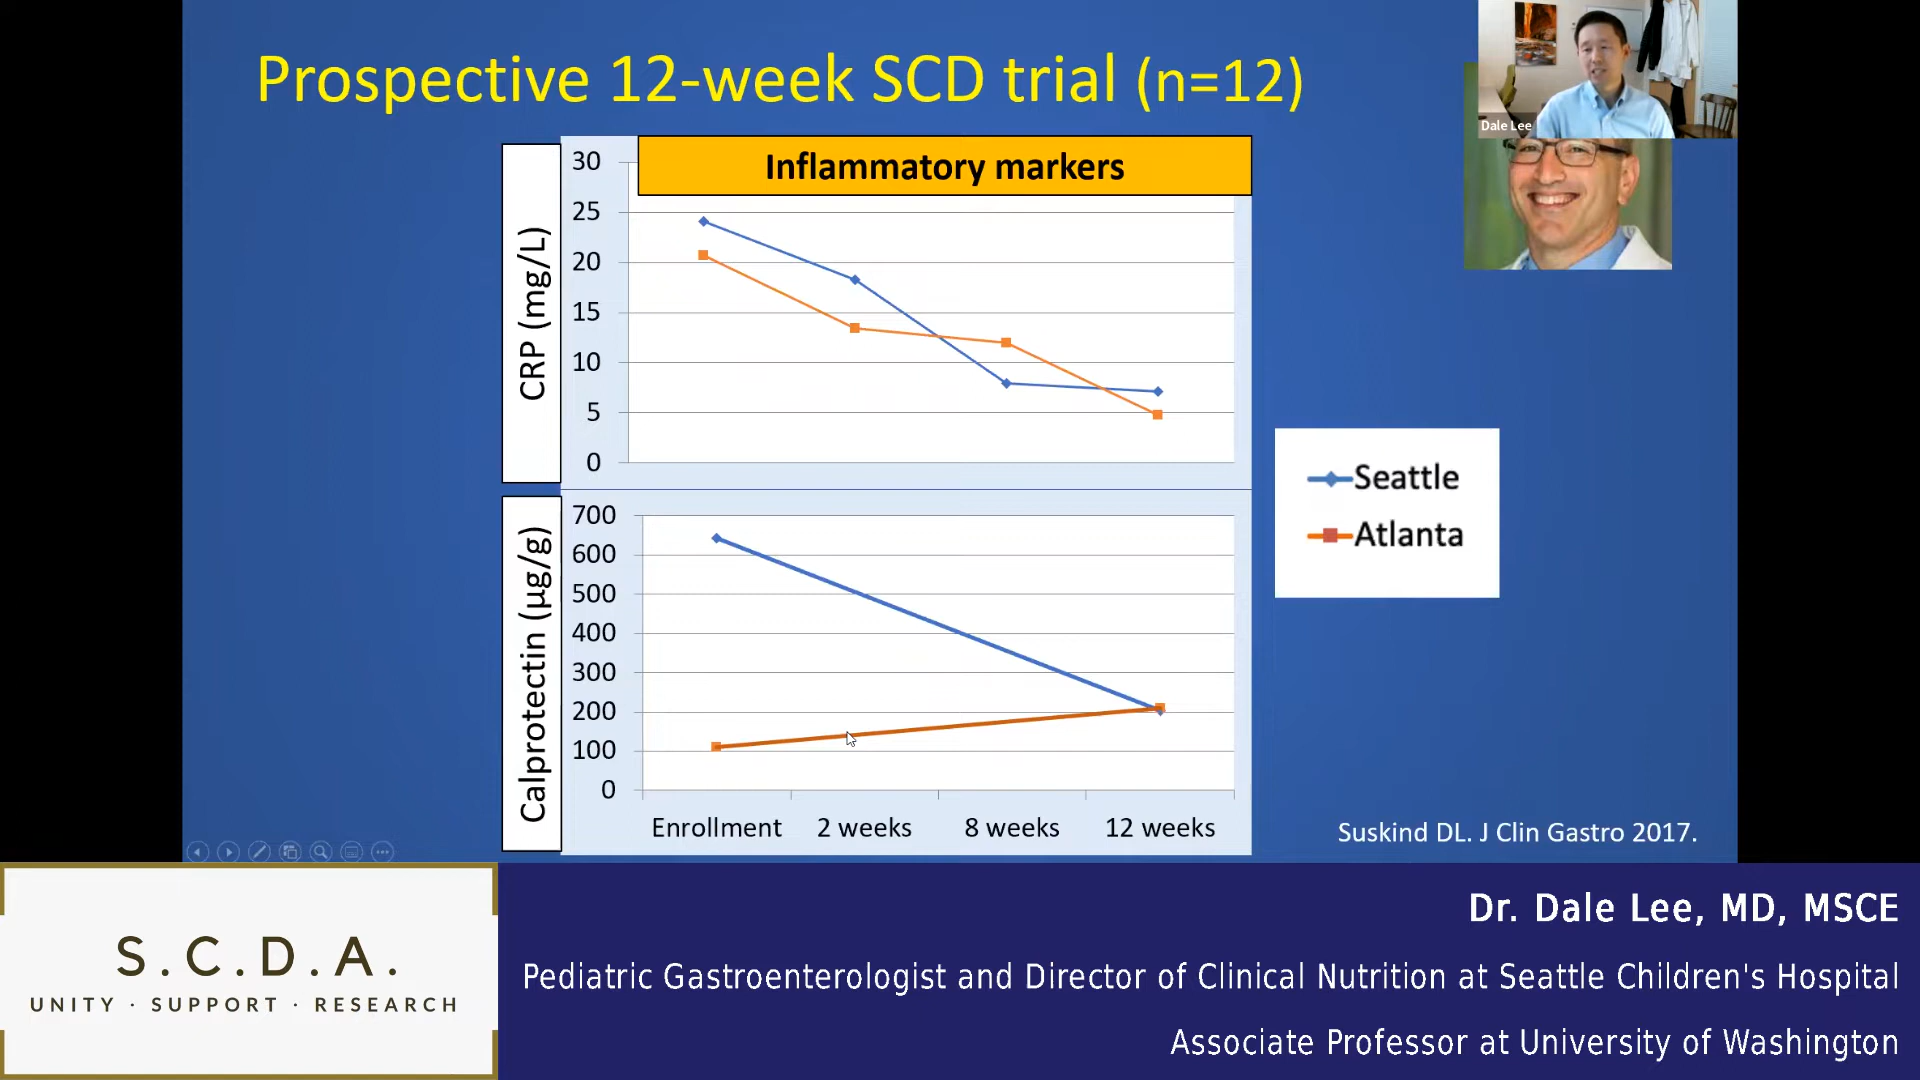 Prospective 12-week SCD trial (n=12)
Dale Lee
Inflammatory markers
CRP (mg/L)
30
25
20
15
10
5
0
Seattle
Atlanta
Calprotectin (µg/g)
700
600
500
400
300
200
100
0
Enrollment 2 weeks 8 weeks 12 weeks
Suskind DL. J Clin Gastro 2017.
S.C.D.A.
UNITY · SUPPORT · RESEARCH
Dr. Dale Lee, MD, MSCE
Pediatric Gastroenterologist and Director of Clinical Nutrition at Seattle Children's Hospital
Associate Professor at University of Washington